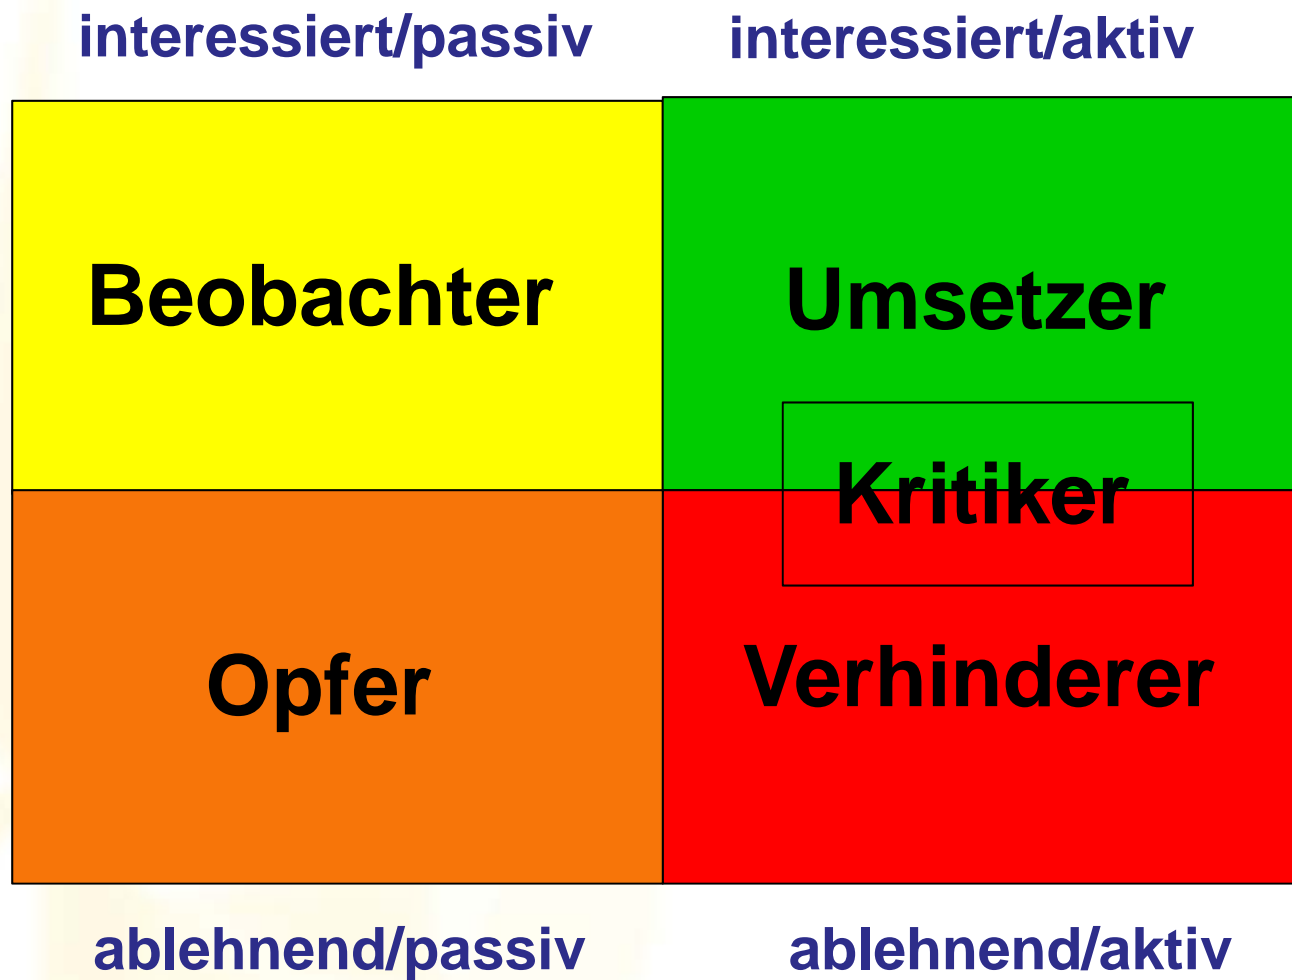 interessiert/passiv
interessiert/aktiv
Beobachter
Umsetzer
Kritiker
Opfer
Verhinderer
ablehnend/passiv
ablehnend/aktiv